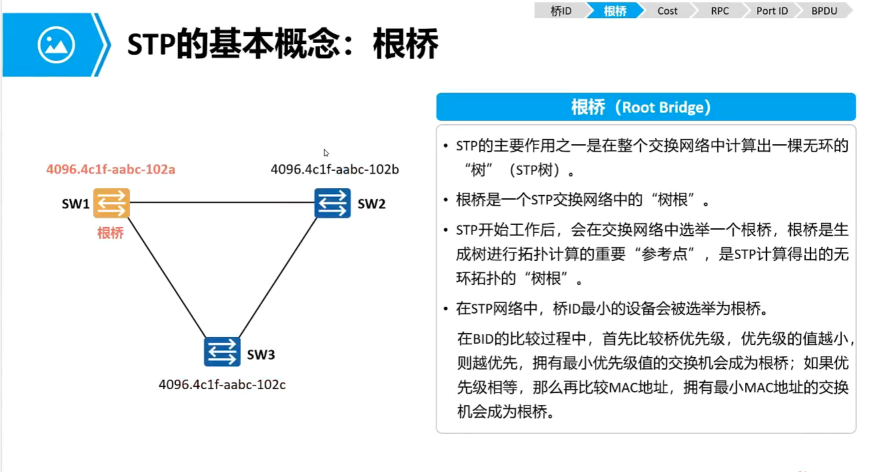 桥ID 根桥 Cost RPC Port ID BPDU
STP的基本概念：根桥
4096.4c1f-aabc-102a
4096.4c1f-aabc-102b
SW1
SW2
根桥
SW3
4096.4c1f-aabc-102c
根桥（Root Bridge）
• STP的主要作用之一是在整个交换网络中计算出一棵无环的
“树”（STP树）。
• 根桥是一个STP交换网络中的“树根”。
• STP开始工作后，会在交换网络中选举一个根桥，根桥是生
成树进行拓扑计算的重要“参考点”，是STP计算得出的无
环拓扑的“树根”。
• 在STP网络中，桥ID最小的设备会被选举为根桥。
在BID的比较过程中，首先比较桥优先级，优先级的值越小，
则越优先，拥有最小优先级值的交换机会成为根桥；如果优
先级相等，那么再比较MAC地址，拥有最小MAC地址的交换
机会成为根桥。